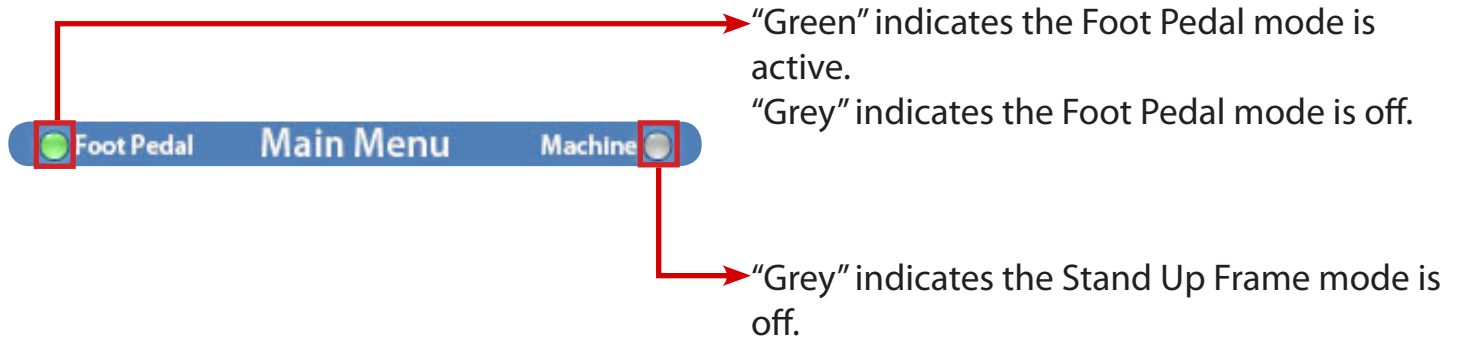 “Green” indicates the Foot Pedal mode is
active.
“Grey” indicates the Foot Pedal mode is off.
Foot Pedal Main Menu Machine
“Grey” indicates the Stand Up Frame mode is
off.